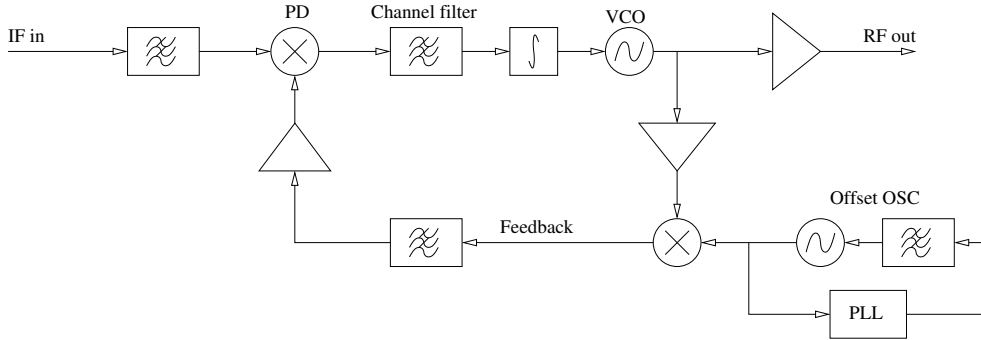 PD
Channel filter
VCO
IF in
RF out
Offset OSC
Feedback
PLL